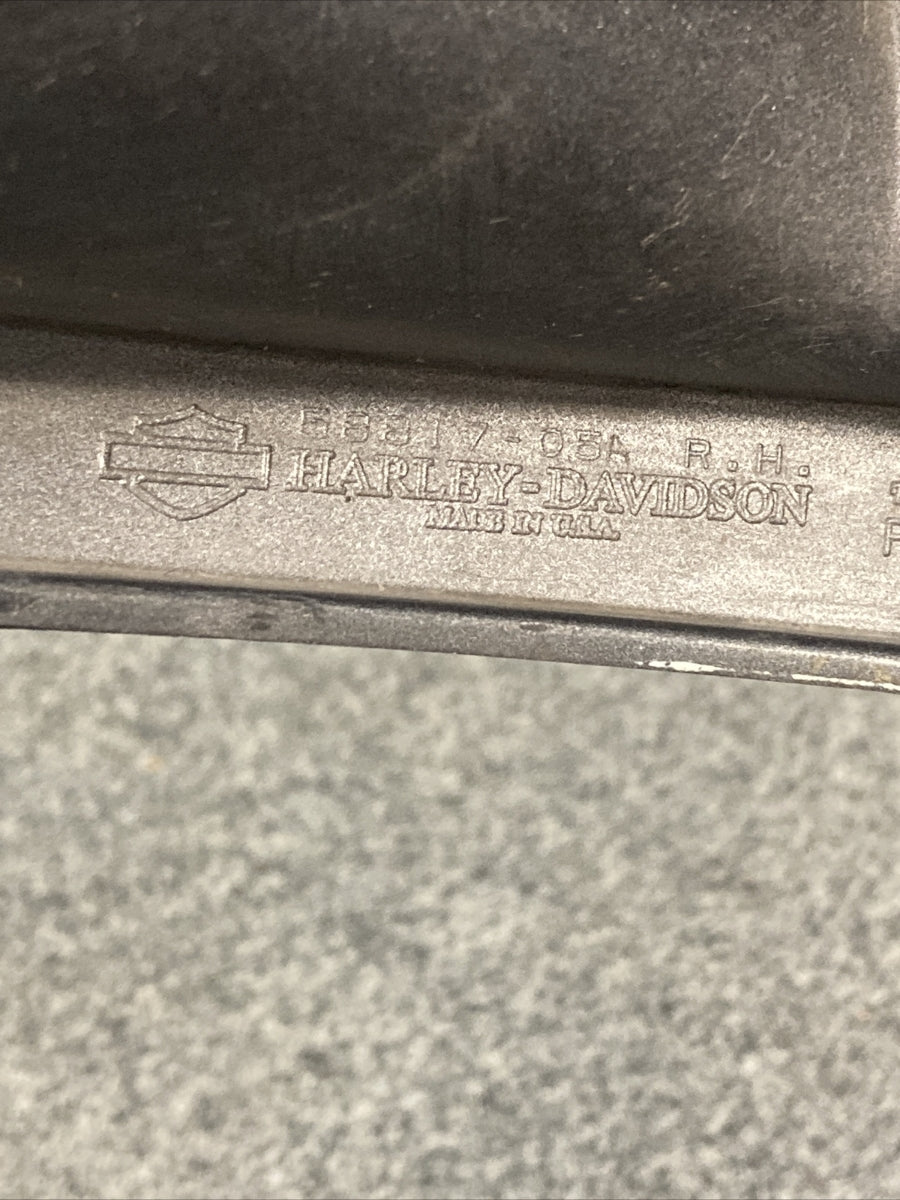 58817-05A R.H.
HARLEY-DAVIDSON
MADE IN U.S.A.